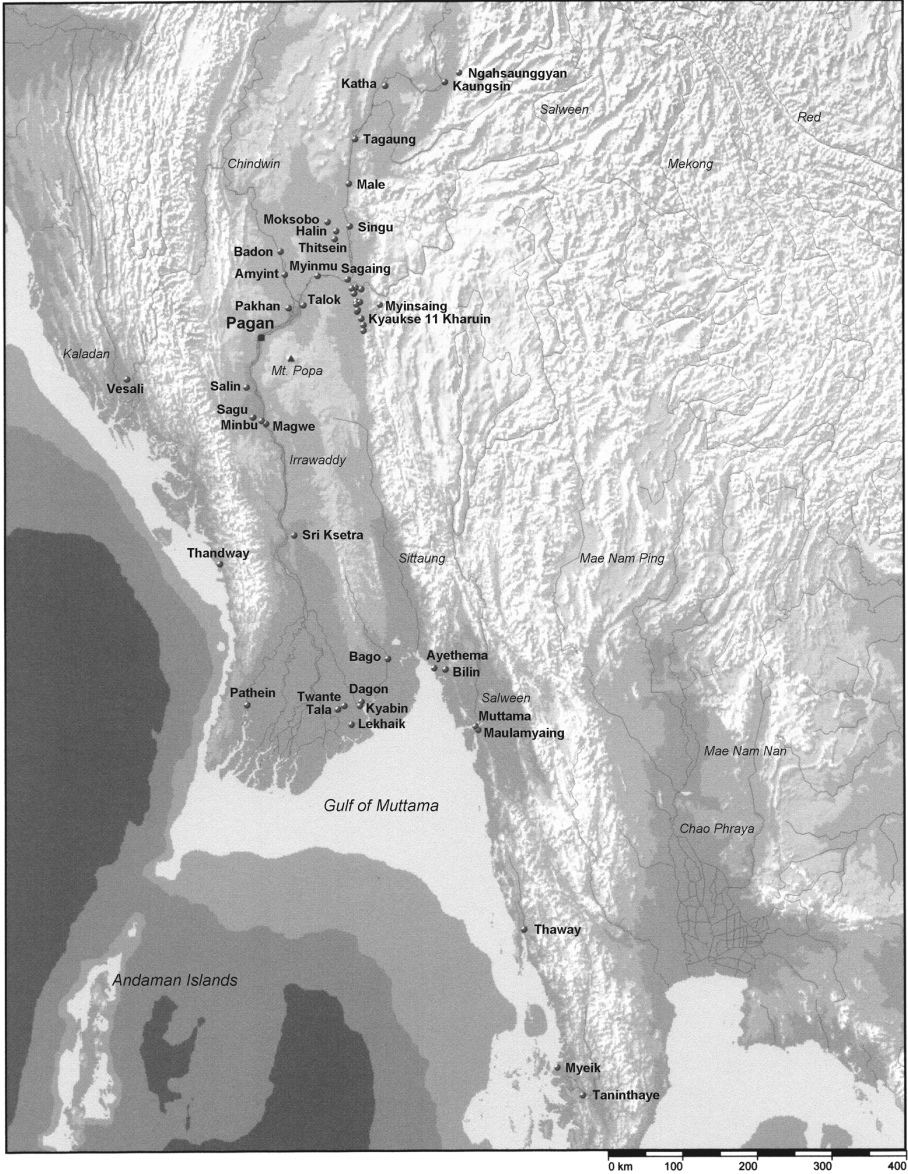 Ngahsaunggyan
Katha
Kaungsin
Salween
Red
Tagaung
Chindwin
Mekong
Male
Moksobo
Singu
Halin
Thitsein
Badon
Myinmu
Sagaing
Amyint
Talok
Pakhan
Myinsaing
Kyaukse 11 Kharuin
Pagan
Kaladan
Mt. Popa
Vesali
Salin
Sagu
Minbu
Magwe
Irrawaddy
Sri Ksetra
Thandway
Sittaung
Mae Nam Ping
Bago
Ayethema
Bilin
Pathein
Twante
Dagon
Salween
Tala
Kyabin
Lekhaik
Muttama
Maulamyaing
Mae Nam Nan
Gulf of Muttama
Chao Phraya
Thaway
Andaman Islands
Myeik
Taninthaye
0 km 100 200 300 400